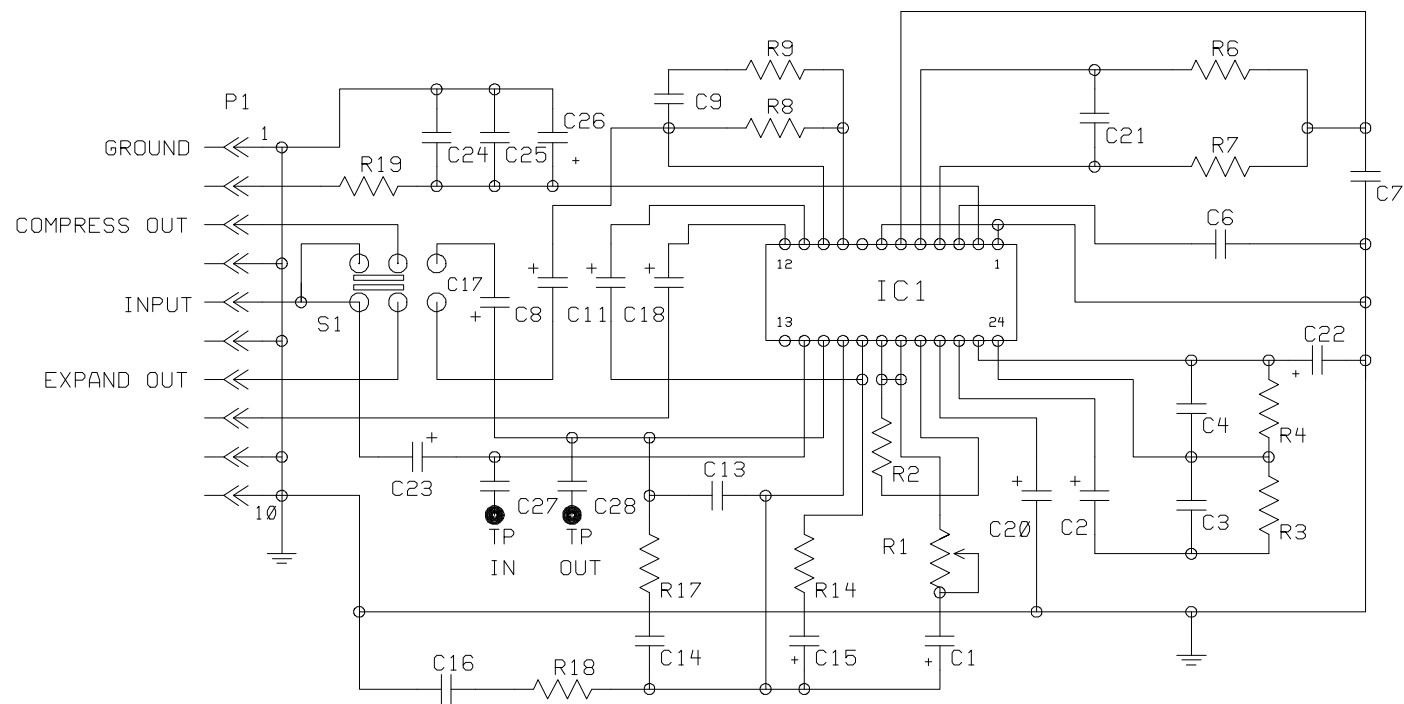 R9
R6
P1
C9
R8
C26
C21
GROUND
1
R19
C24
C25
R7
C7
COMPRESS OUT
C6
12
1
INPUT
S1
C17
C8
C11
C18
IC1
13
24
C22
EXPAND OUT
C4
R4
C23
C13
R2
10
C27
C28
C20
C2
C3
R3
TP
IN
TP
OUT
R1
R17
R14
C16
R18
C14
C15
C1